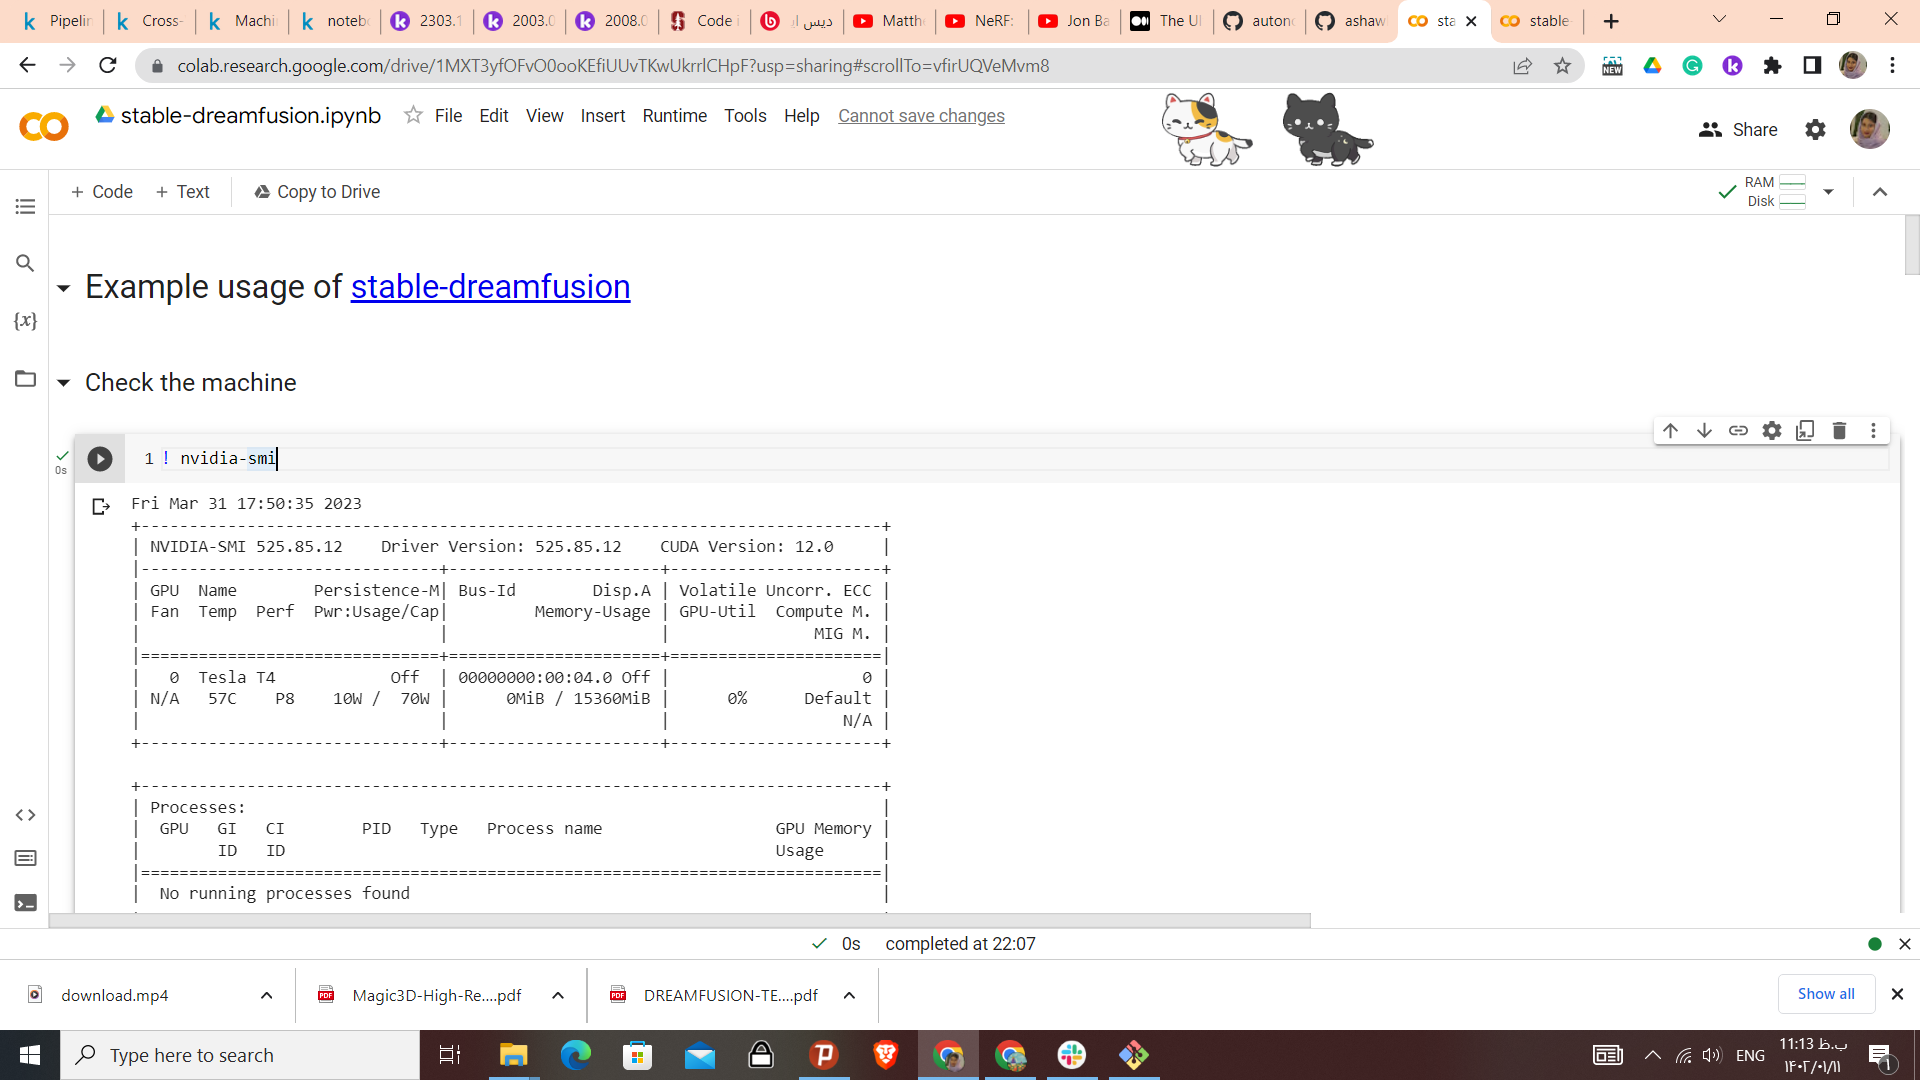 Pipelin
Cross-
Machi
notebo
2303.1
2003.0
2008.0
Code i
دیس ای
Matthe
NeRF:
Jon Ba
The Ul
auton
ashaw
sta
stable-
colab.research.google.com/drive/1MXT3yfOFvO0ooKEfiUUvTKwUkrrlCHpF?usp=sharing#scrollTo=vfirUQVeMvm8
NEW
stable-dreamfusion.ipynb
File Edit View Insert Runtime Tools Help Cannot save changes
Share
+ Code + Text Copy to Drive
RAM
Disk
Example usage of stable-dreamfusion
{x}
Check the machine
0s
1 ! nvidia-smi
Fri Mar 31 17:50:35 2023
+-----------------------------------------------------------------------------+
| NVIDIA-SMI 525.85.12    Driver Version: 525.85.12    CUDA Version: 12.0     |
|-------------------------------+----------------------+----------------------+
| GPU  Name        Persistence-M| Bus-Id        Disp.A | Volatile Uncorr. ECC |
| Fan  Temp  Perf  Pwr:Usage/Cap|         Memory-Usage | GPU-Util  Compute M. |
|                               |                      |               MIG M. |
|===============================+======================+======================|
|   0  Tesla T4            Off  | 00000000:00:04.0 Off |                    0 |
| N/A   57C    P8    10W /  70W |      0MiB / 15360MiB |      0%      Default |
|                               |                      |                  N/A |
+-------------------------------+----------------------+----------------------+
+-----------------------------------------------------------------------------+
| Processes:                                                                  |
|  GPU   GI   CI        PID   Type   Process name                  GPU Memory |
|        ID   ID                                                   Usage      |
|=============================================================================|
|  No running processes found                                                 |
0s completed at 22:07
download.mp4
Magic3D-High-Re....pdf
DREAMFUSION-TE....pdf
Show all
Type here to search
ENG
11:13 ب.ظ
۱۴۰۲/۰۱/۱۱
1